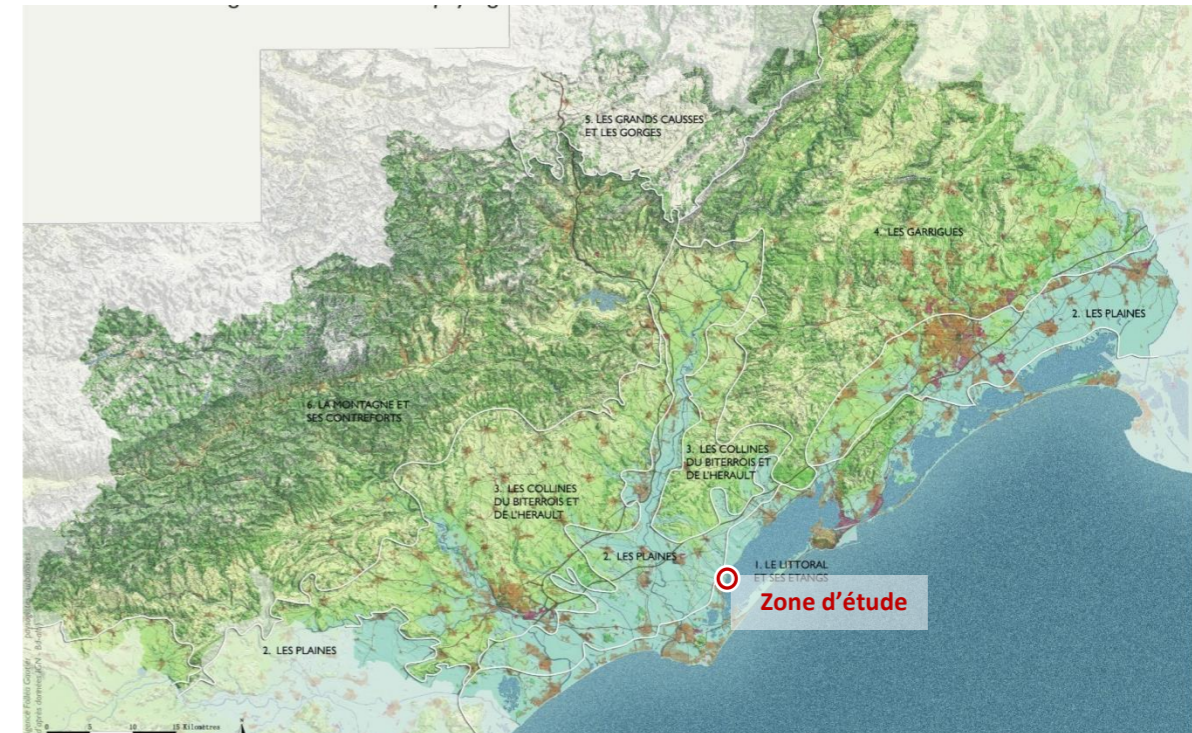 5. LES GRANDS CAUSSES
ET LES GORGES
4. LES GARRIGUES
2. LES PLAINES
6. LA MONTAGNE ET
SES CONTREFORTS
3. LES COLLINES
DU BITERROIS ET
DE L'HERAULT
3. LES COLLINES
DU BITERROIS ET
DE L'HERAULT
2. LES PLAINES
1. LE LITTORAL
ET SES ETANGS
Zone d'étude
2. LES PLAINES
0 5 10 15 Kilomètres